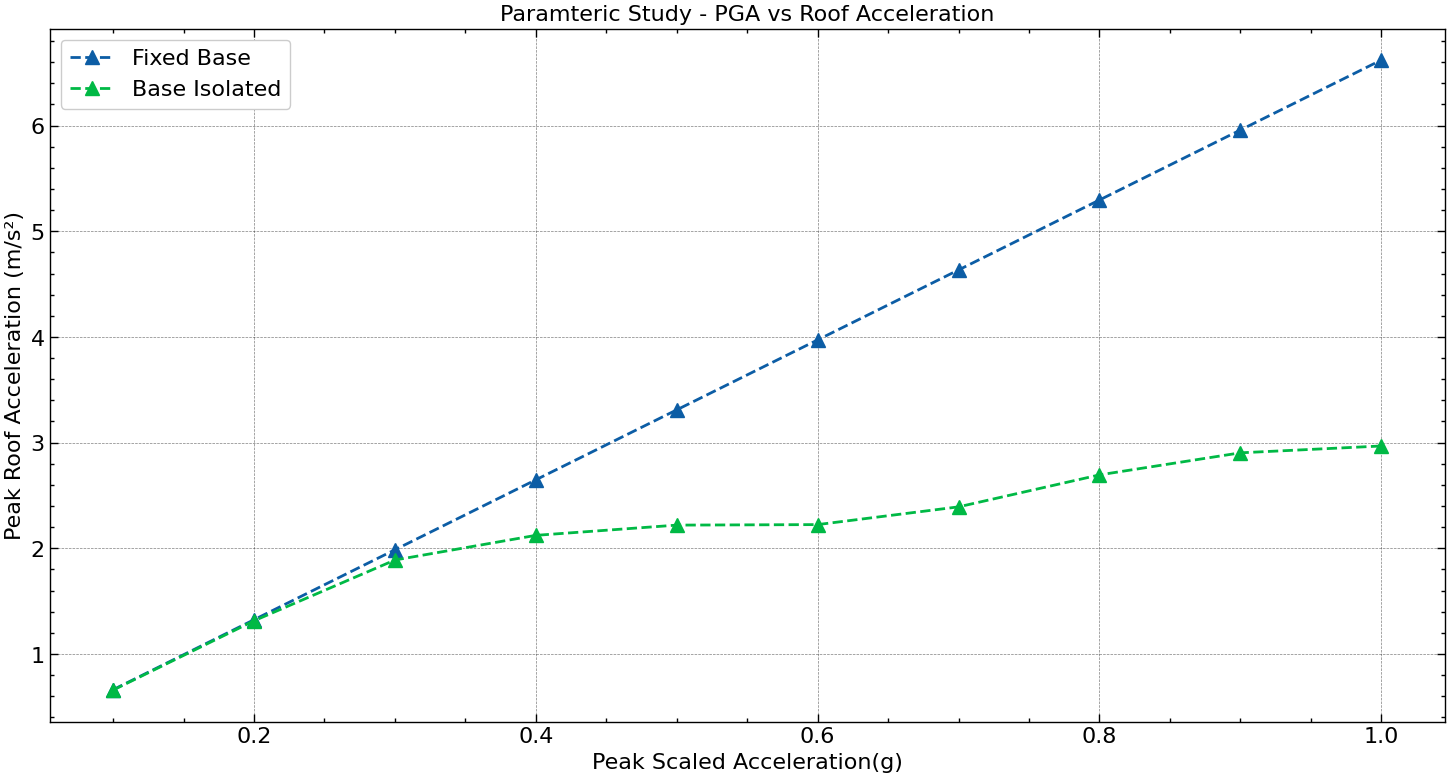 Paramteric Study - PGA vs Roof Acceleration
Fixed Base
Base Isolated
Peak Roof Acceleration (m/s²)
6
5
4
3
2
1
0.2 0.4 0.6 0.8 1.0
Peak Scaled Acceleration(g)